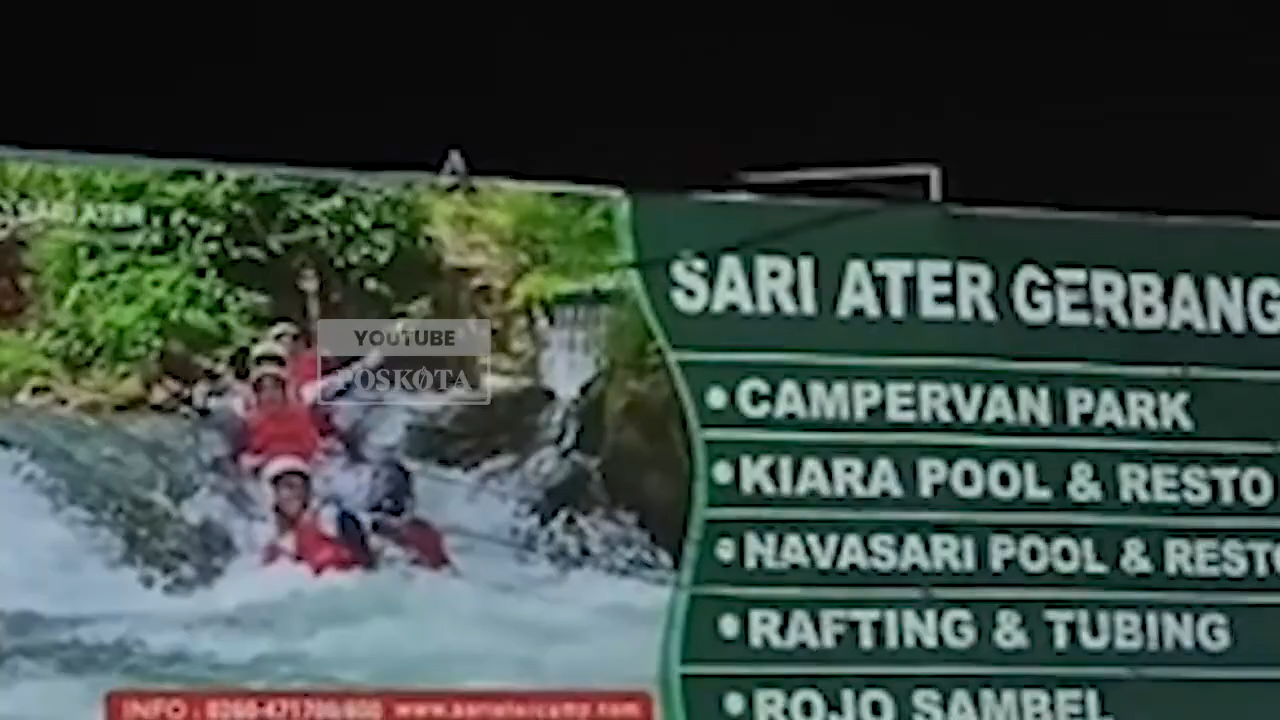 SARI ATER
YOUTUBE
POSKOTA
SARI ATER GERBANG
• CAMPERVAN PARK
• KIARA POOL & RESTO
• NAVASARI POOL & RESTO
• RAFTING & TUBING
• ROJO SAMBEL
INFO :